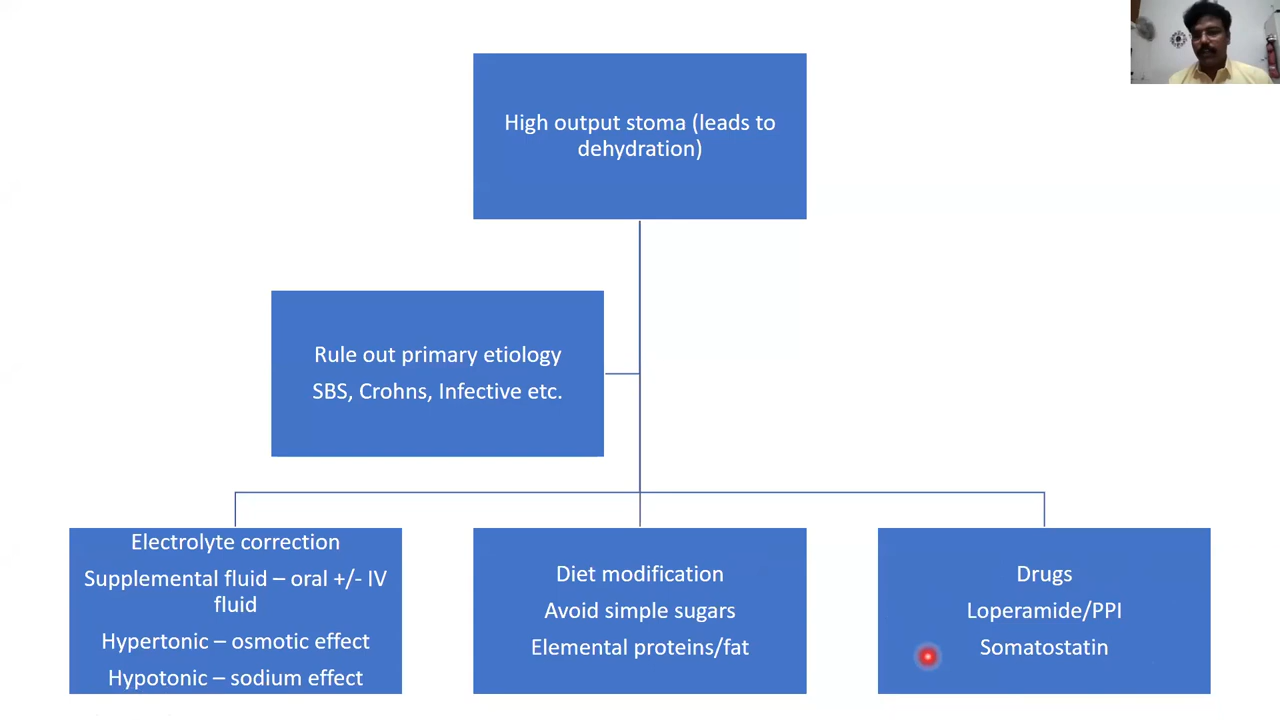 High output stoma (leads to
dehydration)
Rule out primary etiology
SBS, Crohns, Infective etc.
Electrolyte correction
Supplemental fluid – oral +/- IV
fluid
Hypertonic – osmotic effect
Hypotonic – sodium effect
Diet modification
Avoid simple sugars
Elemental proteins/fat
Drugs
Loperamide/PPI
Somatostatin